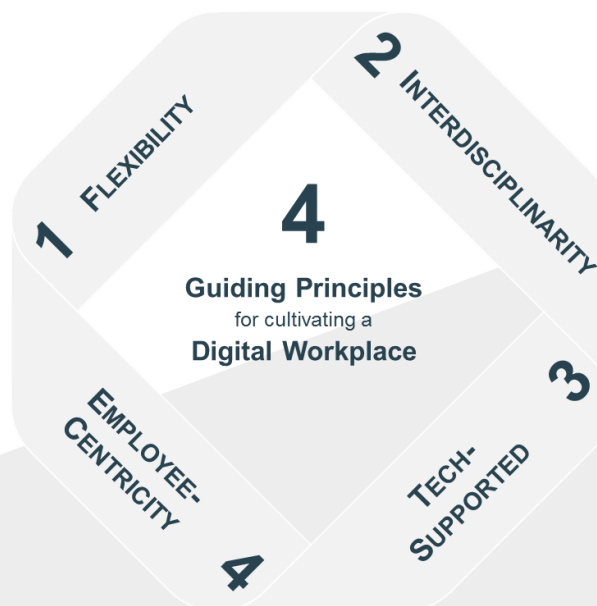 1 FLEXIBILITY
2 INTERDISCIPLINARITY
4
Guiding Principles
for cultivating a
Digital Workplace
3
TECH-
SUPPORTED
EMPLOYEE-
CENTRICITY
4